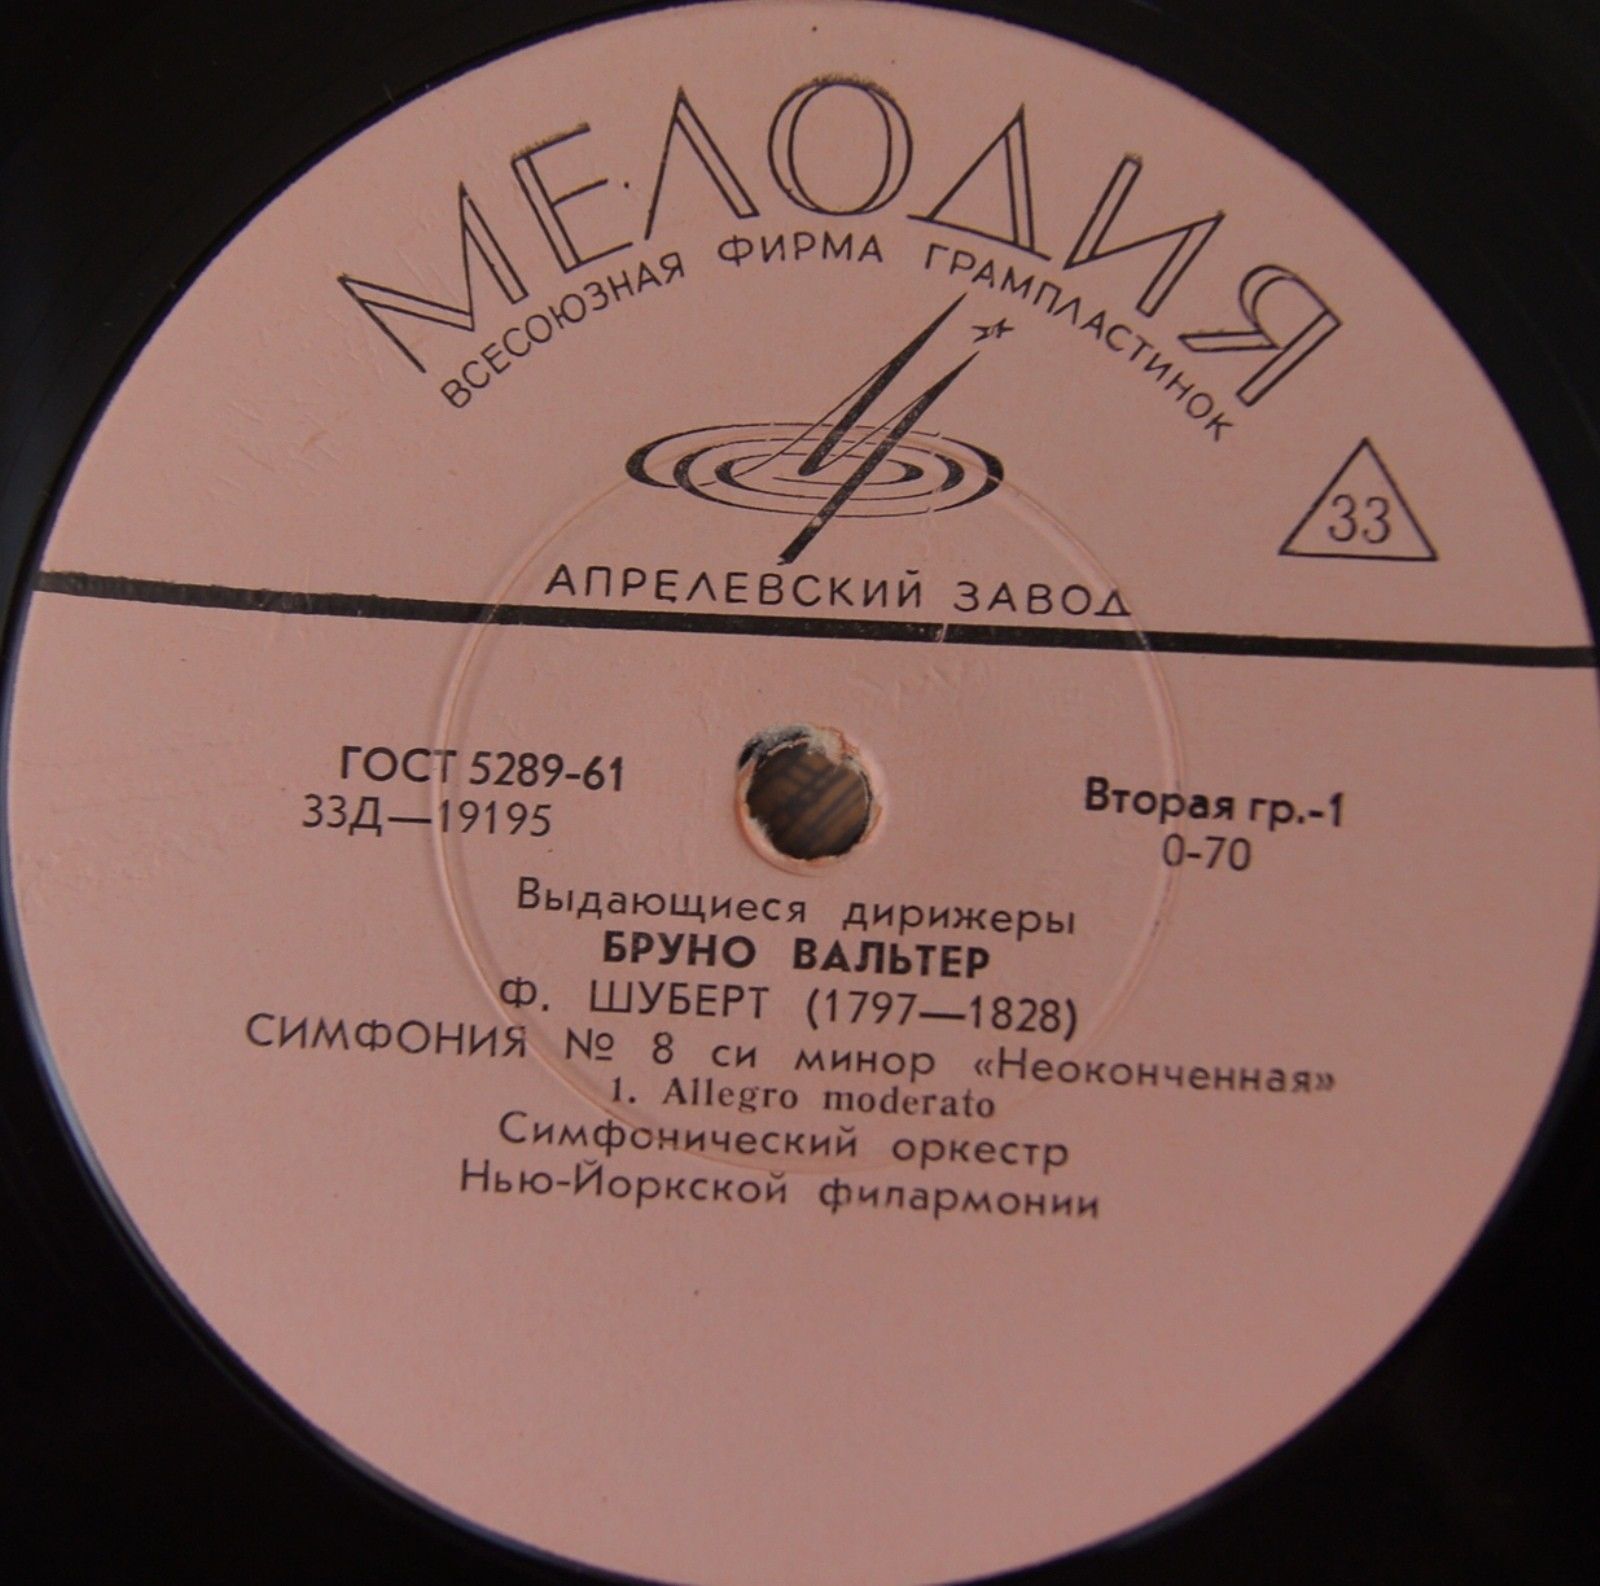 МЕЛОДИЯ
ВСЕСОЮЗНАЯ ФИРМА ГРАМПЛАСТИНОК
33
АПРЕЛЕВСКИЙ ЗАВОД
ГОСТ 5289-61
33Д—19195
Вторая гр.-1
0-70
Выдающиеся дирижеры
БРУНО ВАЛЬТЕР
Ф. ШУБЕРТ (1797—1828)
СИМФОНИЯ № 8 си минор «Неоконченная»
1. Allegro moderato
Симфонический оркестр
Нью-Йоркской филармонии